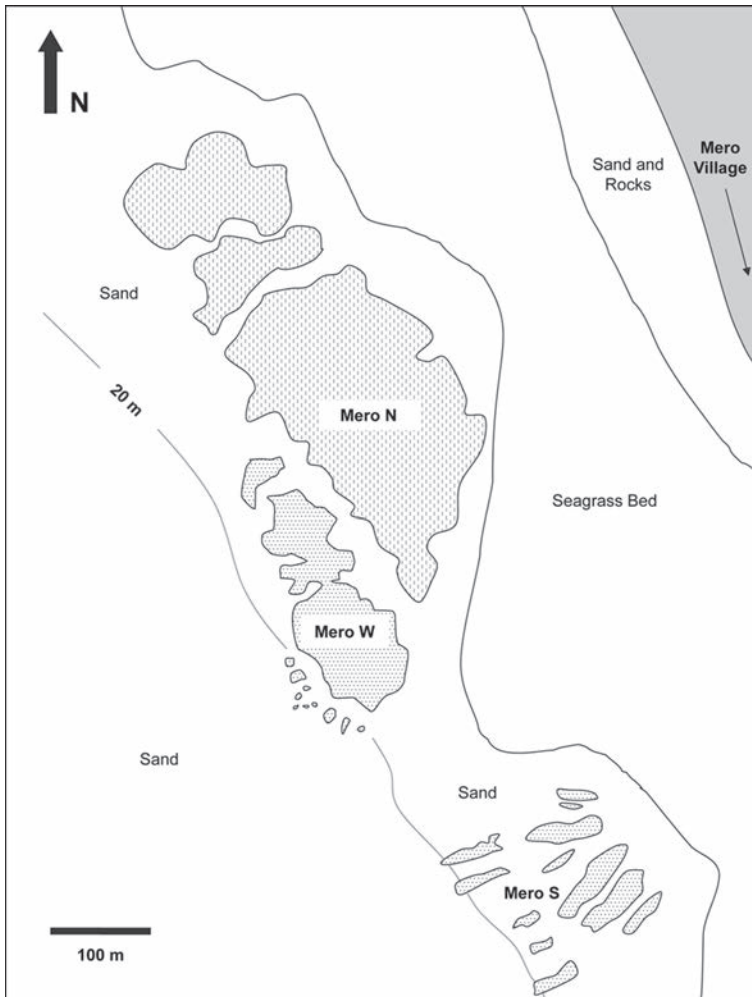 N
Mero
Village
Sand and
Rocks
Sand
20 m
Mero N
Seagrass Bed
Mero W
Sand
Sand
Mero S
100 m